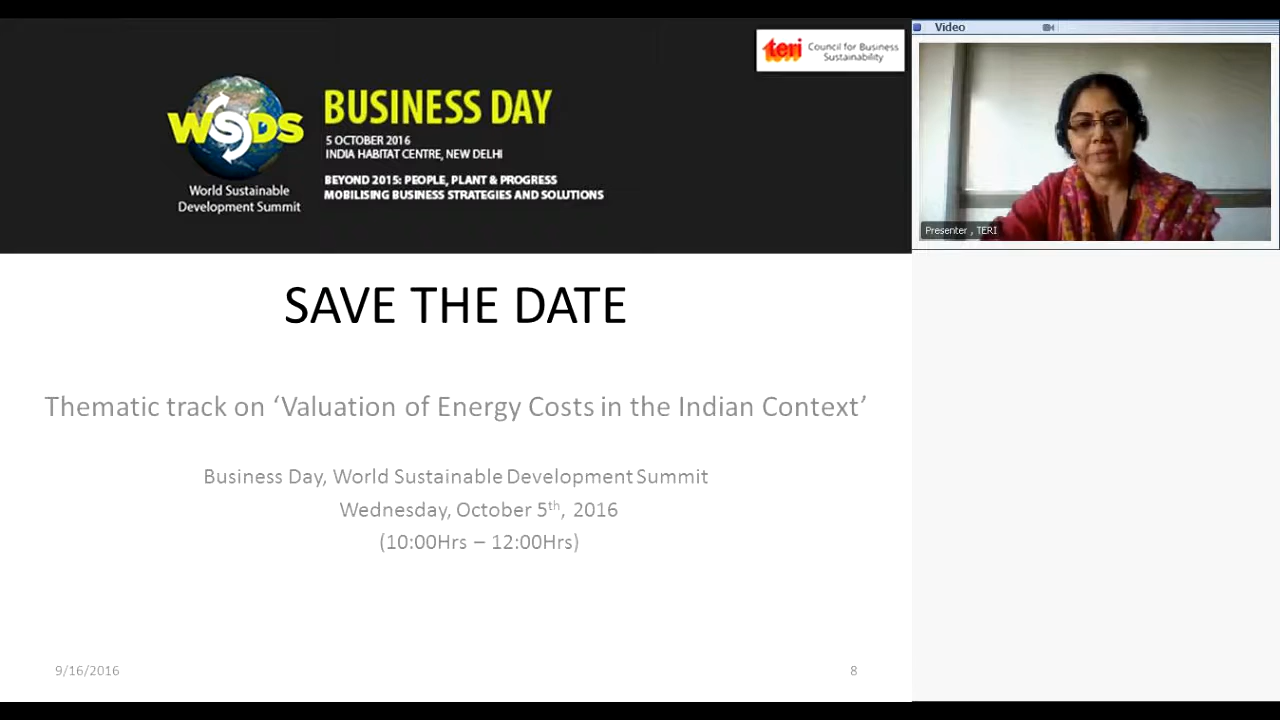 teri Council for Business
Sustainability
WSDS
World Sustainable
Development Summit
BUSINESS DAY
5 OCTOBER 2016
INDIA HABITAT CENTRE, NEW DELHI
BEYOND 2015: PEOPLE, PLANT & PROGRESS
MOBILISING BUSINESS STRATEGIES AND SOLUTIONS
Video
Presenter , TERI
SAVE THE DATE
Thematic track on ‘Valuation of Energy Costs in the Indian Context’
Business Day, World Sustainable Development Summit
Wednesday, October 5th, 2016
(10:00Hrs – 12:00Hrs)
9/16/2016
8